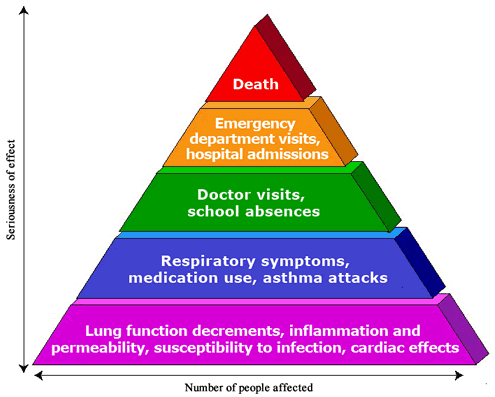 Death
Emergency
department visits,
hospital admissions
Doctor visits,
school absences
Respiratory symptoms,
medication use, asthma attacks
Lung function decrements, inflammation and
permeability, susceptibility to infection, cardiac effects
Seriousness of effect
Number of people affected